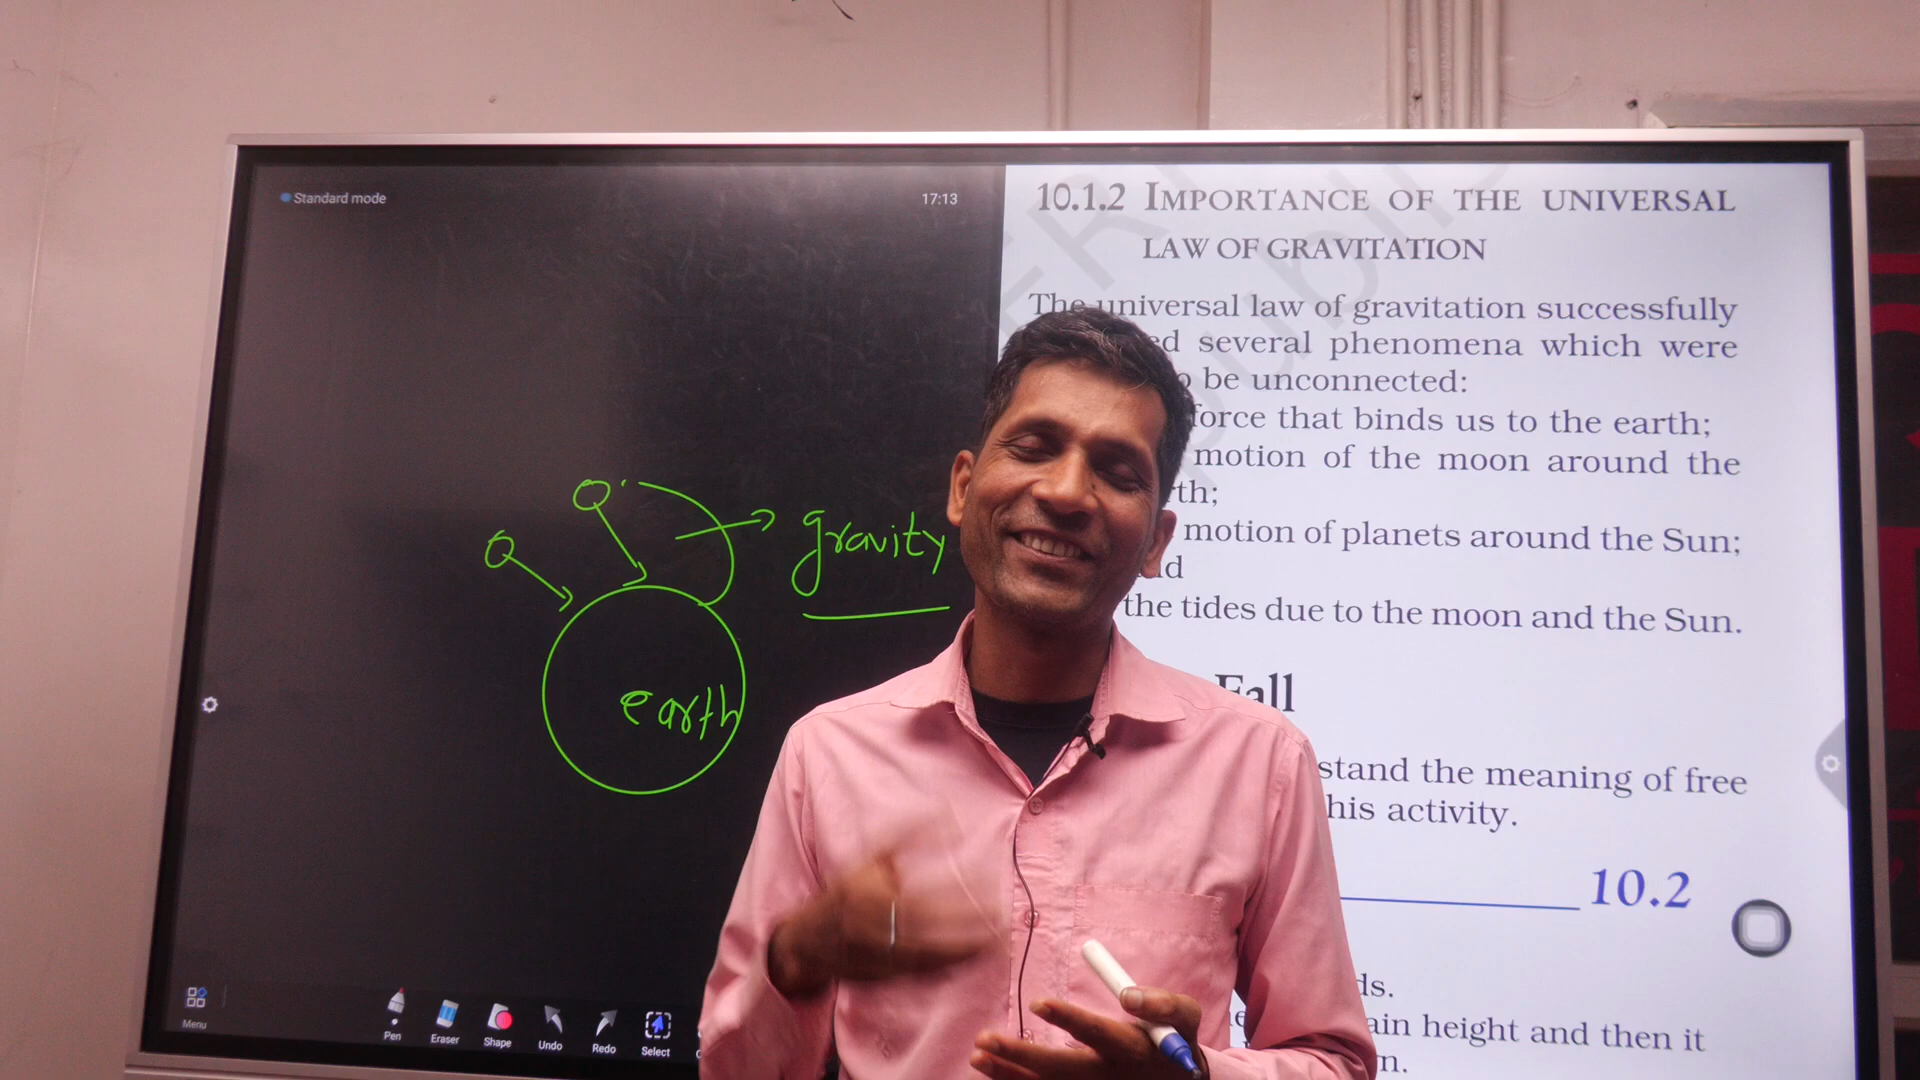 Standard mode
17:13
gravity
earth
Menu
Pen
Eraser
Shape
Undo
Redo
Select
10.1.2 IMPORTANCE OF THE UNIVERSAL
LAW OF GRAVITATION
The universal law of gravitation successfully
several phenomena which were
be unconnected:
force that binds us to the earth;
motion of the moon around the
motion of planets around the Sun;
the tides due to the moon and the Sun.
Fall
the meaning of free
activity.
10.2
height and then it